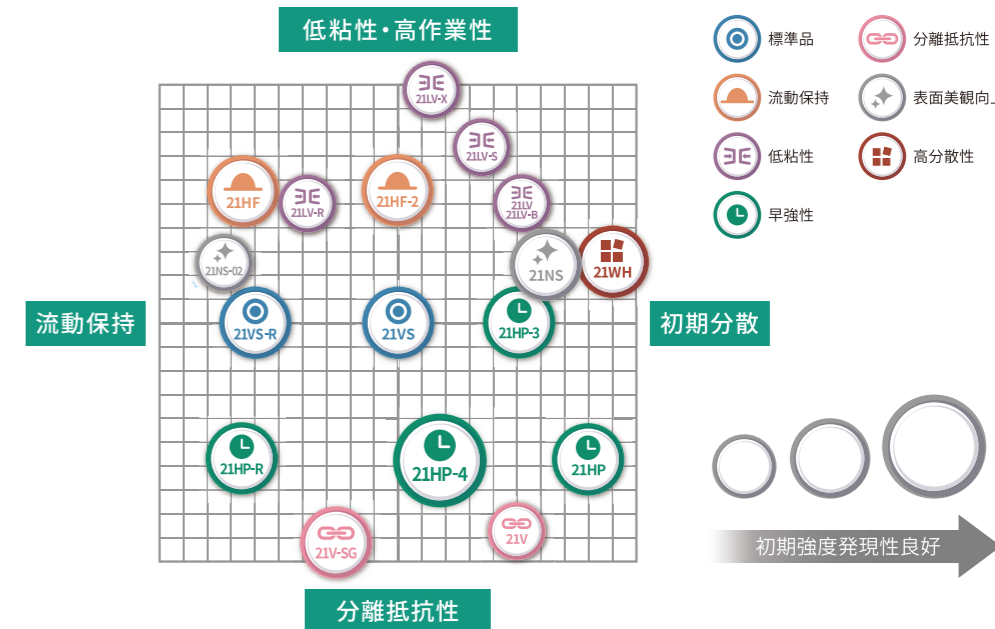 低粘性・高作業性
標準品
分離抵抗性
流動保持
表面美観向
低粘性
高分散性
早強性
21LV-X
21LV-S
21HF
21LV-R
21HF-2
21LV
21LV-B
21NS-02
21NS
21WH
流動保持
21VS-R
21VS
21HP-3
初期分散
21HP-R
21HP-4
21HP
21V-SG
21V
初期強度発現性良好
分離抵抗性